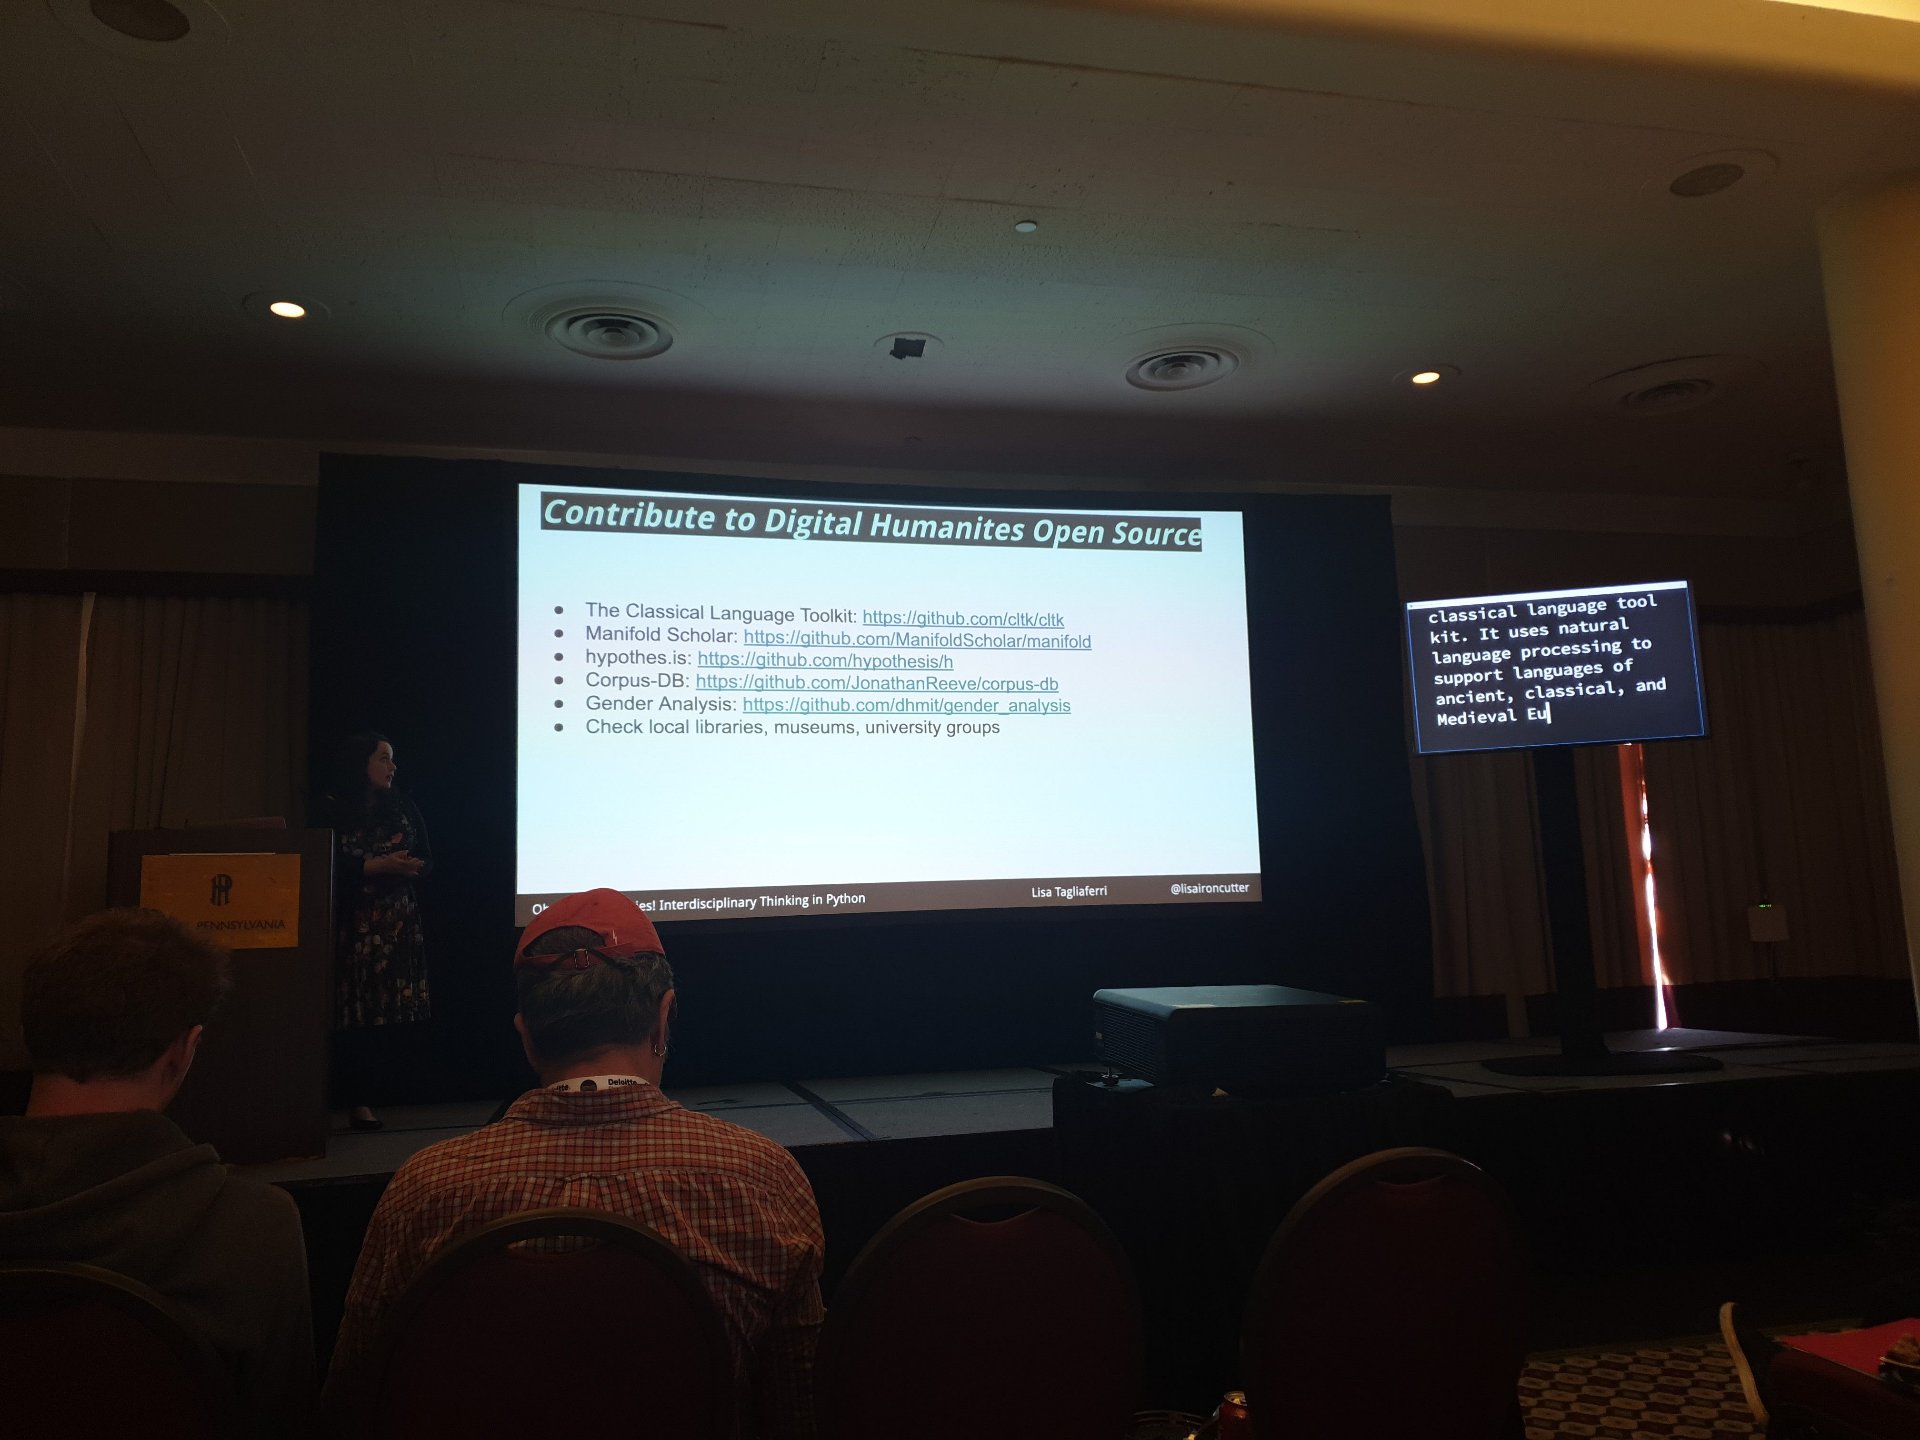 Contribute to Digital Humanites Open Source
● The Classical Language Toolkit: https://github.com/cltk/cltk
● Manifold Scholar: https://github.com/ManifoldScholar/manifold
● hypothes.is: https://github.com/hypothesis/h
● Corpus-DB: https://github.com/JonathanReeve/corpus-db
● Gender Analysis: https://github.com/dhmit/gender_analysis
● Check local libraries, museums, university groups
Interdisciplinary Thinking in Python Lisa Tagliaferri @lisaironcutter
classical language tool
kit. It uses natural
language processing to
support languages of
ancient, classical, and
Medieval Eu
PENNSYLVANIA
Deloitte